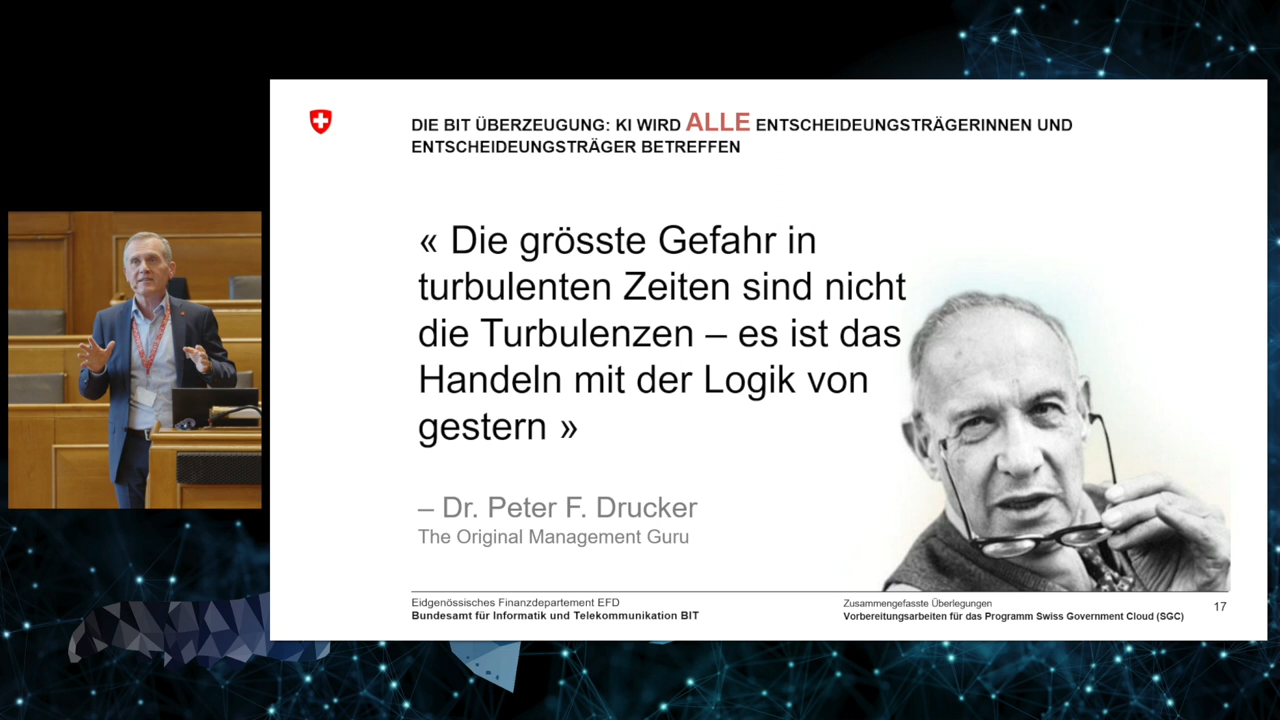 DIE BIT ÜBERZEUGUNG: KI WIRD ALLE ENTSCHEIDEUNGSTRÄGERINNEN UND
ENTSCHEIDEUNGSTRÄGER BETREFFEN
« Die grösste Gefahr in
turbulenten Zeiten sind nicht
die Turbulenzen – es ist das
Handeln mit der Logik von
gestern »
– Dr. Peter F. Drucker
The Original Management Guru
Eidgenössisches Finanzdepartement EFD
Bundesamt für Informatik und Telekommunikation BIT
Zusammengefasste Überlegungen
Vorbereitungsarbeiten für das Programm Swiss Government Cloud (SGC)
17